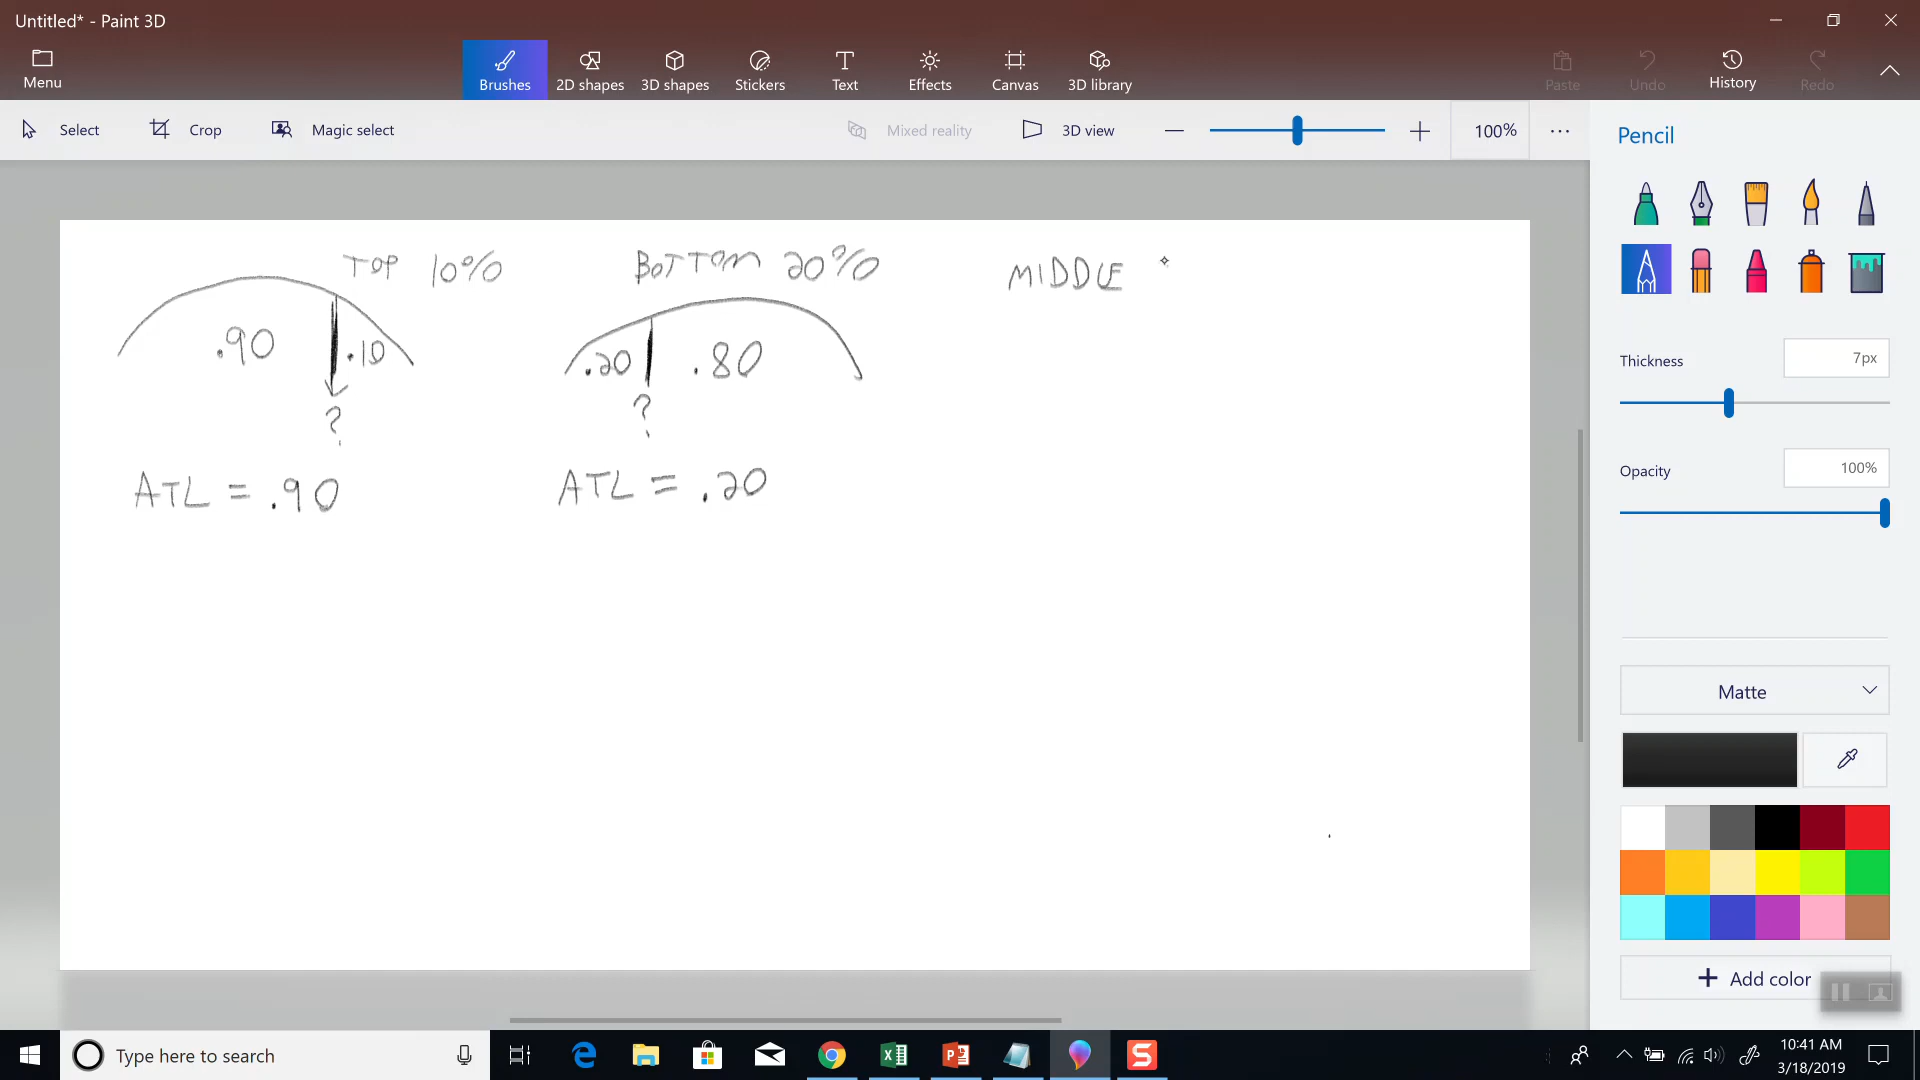 Untitled* - Paint 3D
Menu
Brushes
2D shapes
3D shapes
Stickers
Text
Effects
Canvas
3D library
Paste
Undo
History
Redo
Select
Crop
Magic select
Mixed reality
3D view
100%
Pencil
Thickness
7px
Opacity
100%
Matte
Add color
TOP 10%
.90
.10
?
ATL = .90
BOTTOM 20%
.20
.80
?
ATL = .20
MIDDLE
Type here to search
10:41 AM
3/18/2019